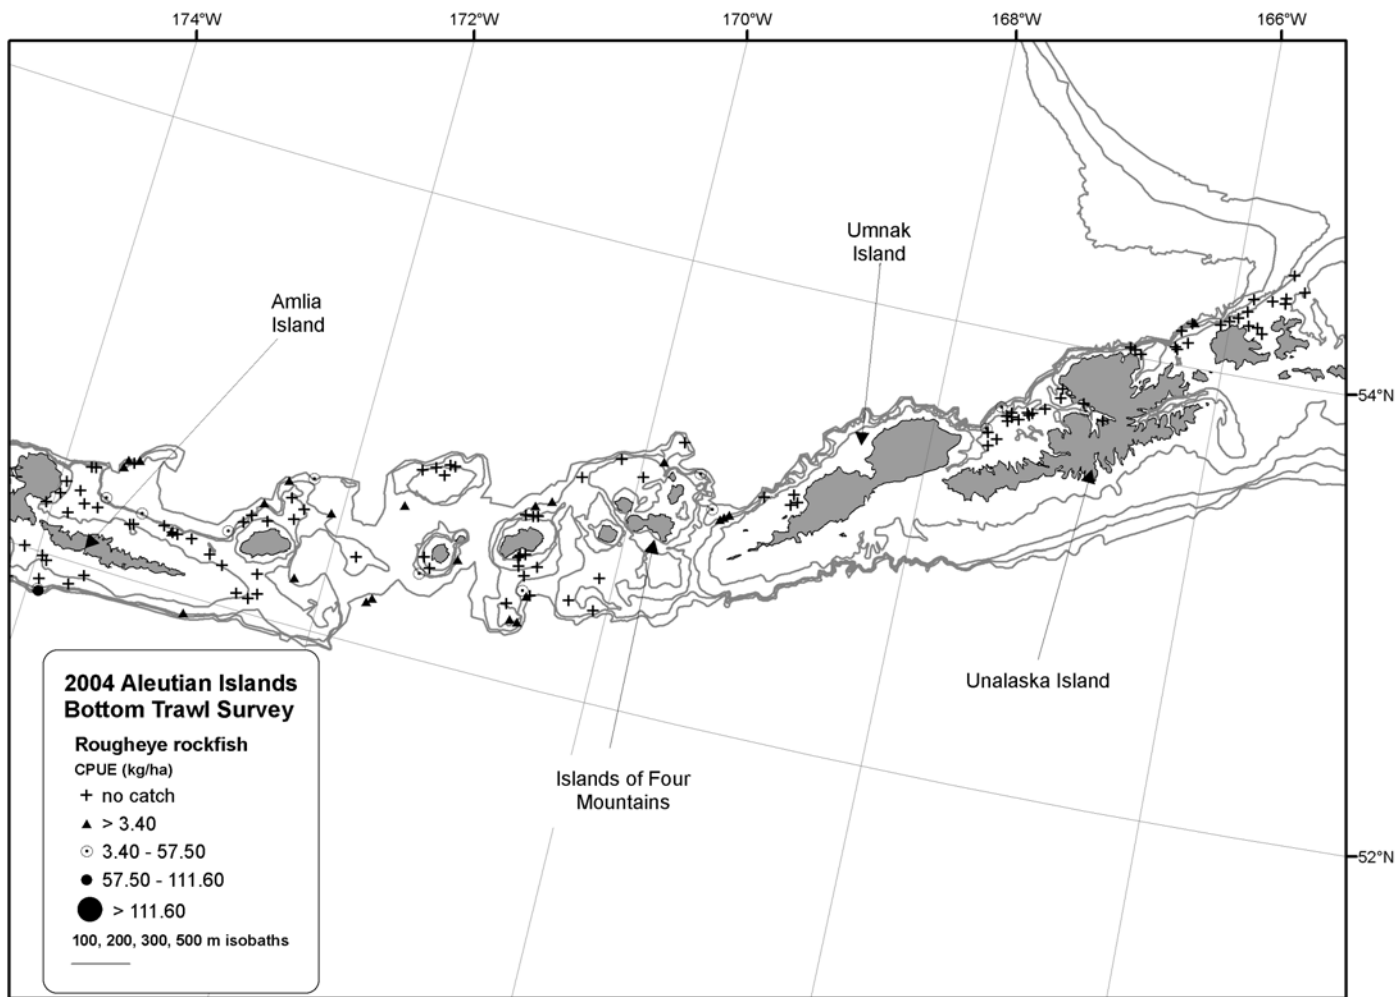 174°W
172°W
170°W
168°W
166°W
Umnak
Island
Amlia
Island
54°N
Unalaska Island
2004 Aleutian Islands
Bottom Trawl Survey
Rougheye rockfish
CPUE (kg/ha)
no catch
> 3.40
3.40 - 57.50
57.50 - 111.60
> 111.60
100, 200, 300, 500 m isobaths
Islands of Four
Mountains
52°N